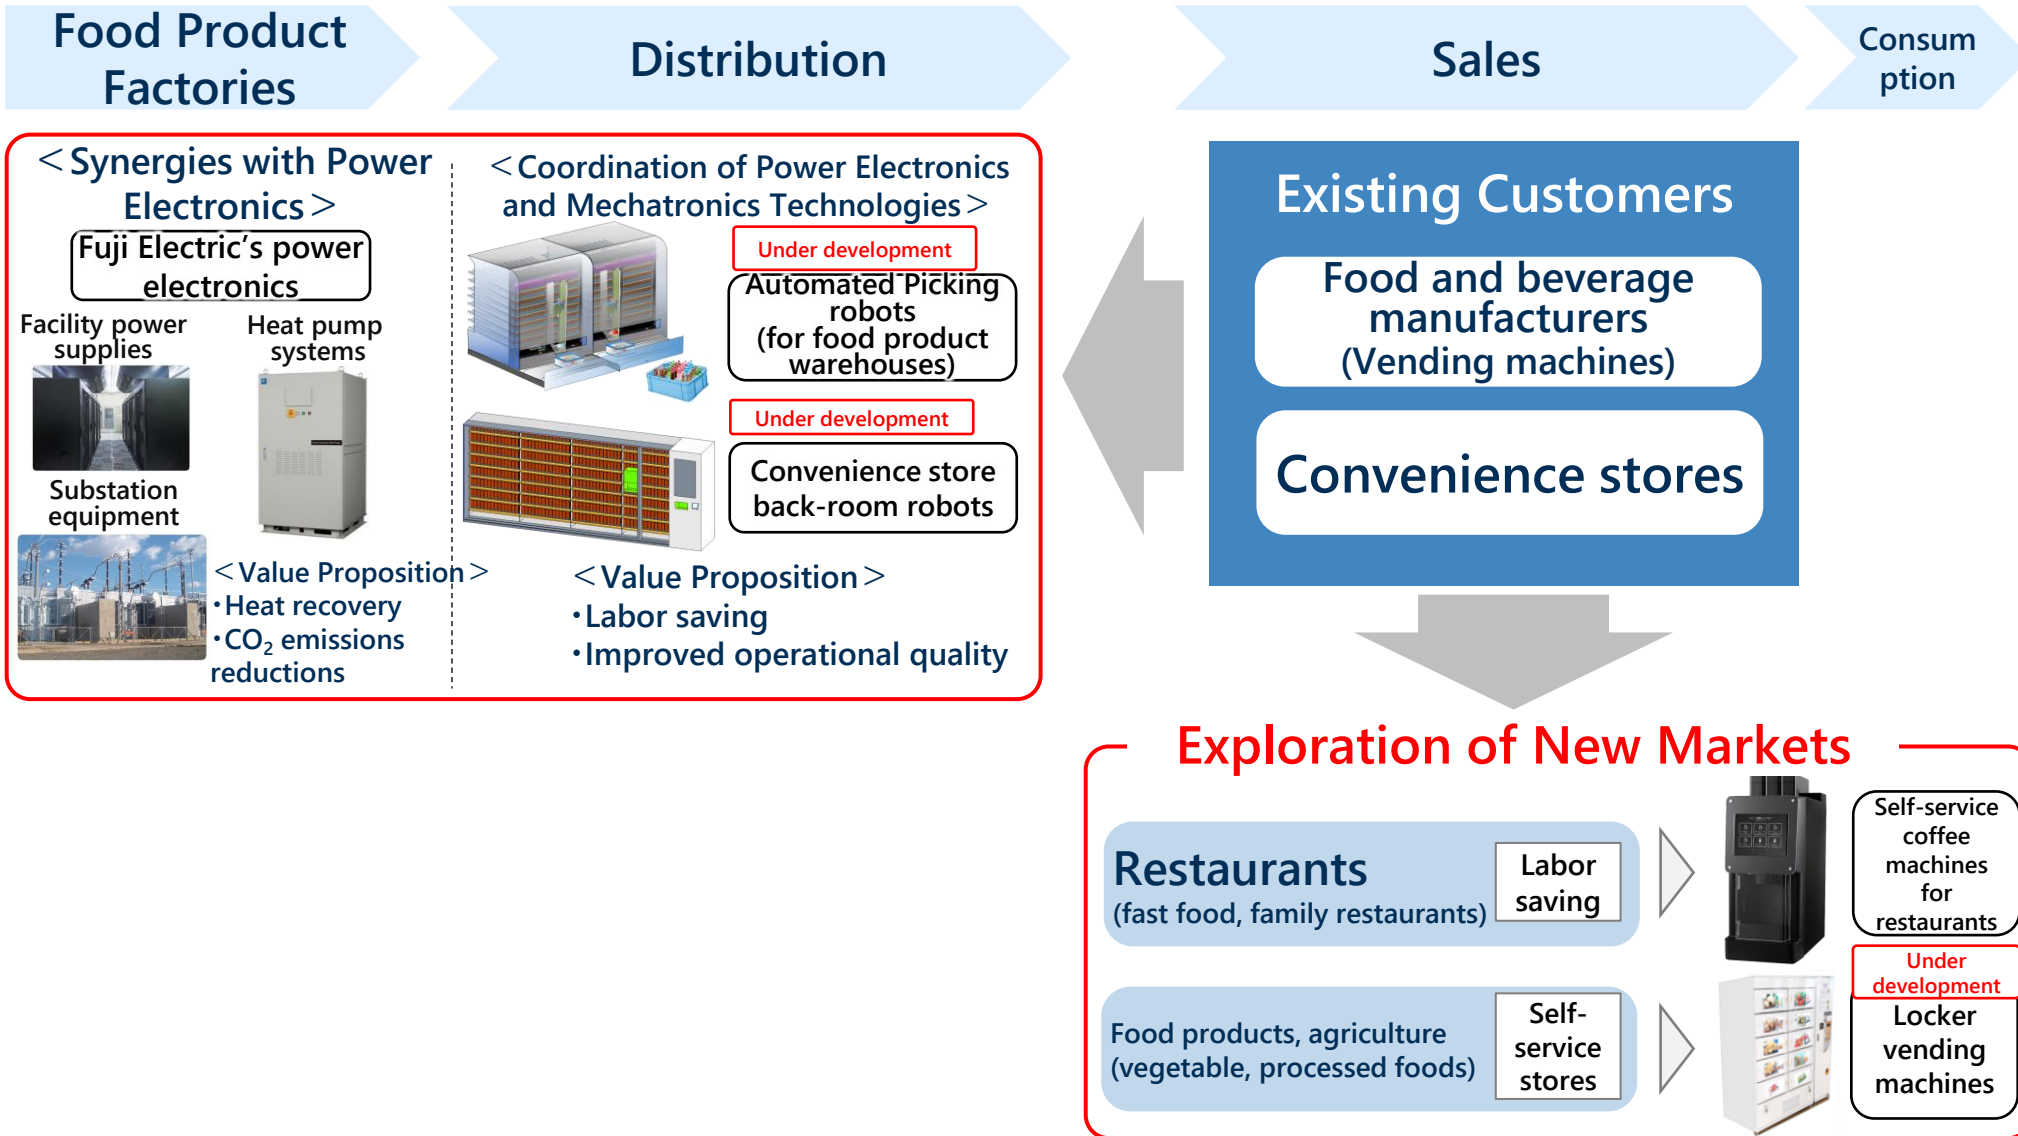 Food Product
Factories
Distribution
Sales
Consum
ption
＜Synergies with Power
Electronics＞
Fuji Electric’s power
electronics
Facility power
supplies
Heat pump
systems
Substation
equipment
＜Value Proposition＞
・Heat recovery
・CO₂ emissions
reductions
＜Coordination of Power Electronics
and Mechatronics Technologies＞
Under development
Automated Picking
robots
(for food product
warehouses)
Under development
Convenience store
back-room robots
＜Value Proposition＞
・Labor saving
・Improved operational quality
Existing Customers
Food and beverage
manufacturers
(Vending machines)
Convenience stores
Exploration of New Markets
Restaurants
(fast food, family restaurants)
Labor
saving
Self-service
coffee
machines
for
restaurants
Food products, agriculture
(vegetable, processed foods)
Self-
service
stores
Under
development
Locker
vending
machines